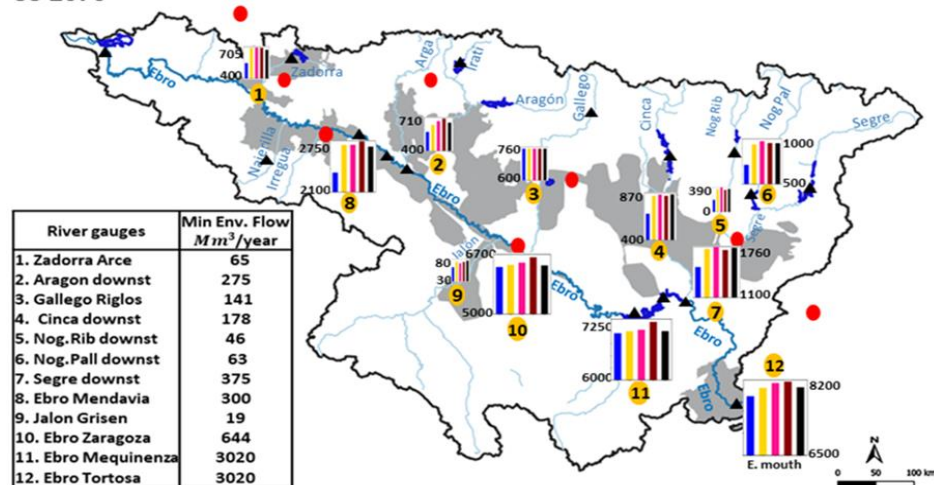 705
400
Ebro
Zadorra
1
Arga
Irati
Aragón
Gallego
Cinca
Nog Rib
Nog Pal
Segre
Najerilla
Irregua
2750
2100
8
710
400
2
760
600
3
870
400
4
390
0
5
1000
500
6
Segre
1760
1100
7
Ebro
Jalon
80
30
9
6700
5000
10
Ebro
7250
6000
11
Ebro
Ebro
12
8200
6500
E. mouth
N
0 50 100 km
River gauges Min Env. Flow
Mm³/year
1. Zadorra Arce 65
2. Aragon downst 275
3. Gallego Riglos 141
4. Cinca downst 178
5. Nog.Rib downst 46
6. Nog.Pall downst 63
7. Segre downst 375
8. Ebro Mendavia 300
9. Jalon Grisen 19
10. Ebro Zaragoza 644
11. Ebro Mequinenza 3020
12. Ebro Tortosa 3020